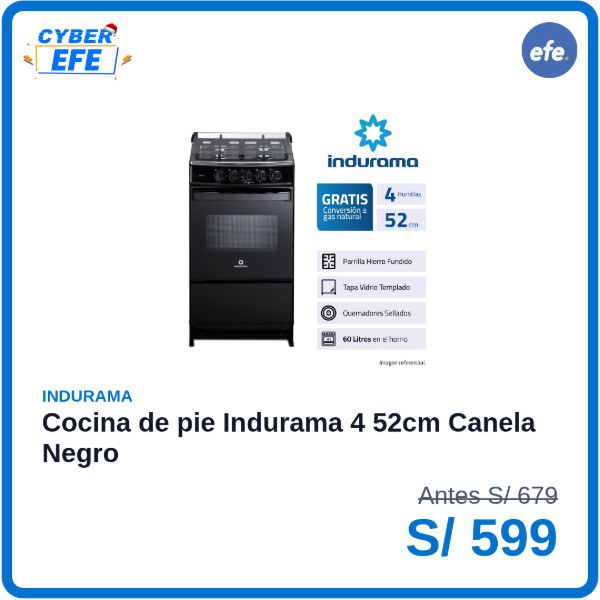 CYBER
EFE
efe.
indurama
GRATIS
Conversión a
gas natural
4 Hornillas
52 cm
Parrilla Hierro Fundido
Tapa Vidrio Templado
Quemadores Sellados
60 Litros en el horno
Imagen referencial.
indurama
INDURAMA
Cocina de pie Indurama 4 52cm Canela
Negro
Antes S/ 679
S/ 599